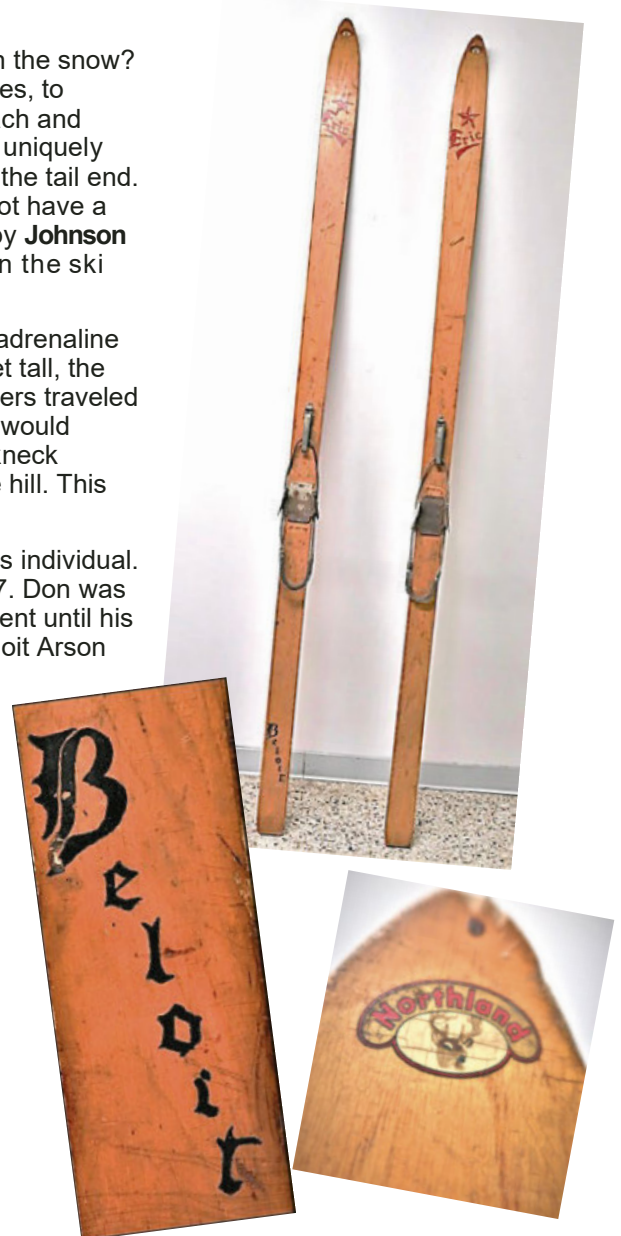 n the snow?
es, to
ch and
uniquely
the tail end.
ot have a
by Johnson
n the ski
adrenaline
et tall, the
ers traveled
would
kneck
hill. This
s individual.
7. Don was
ent until his
oit Arson
Eric
Eric
Beloit
Beloit
Northland